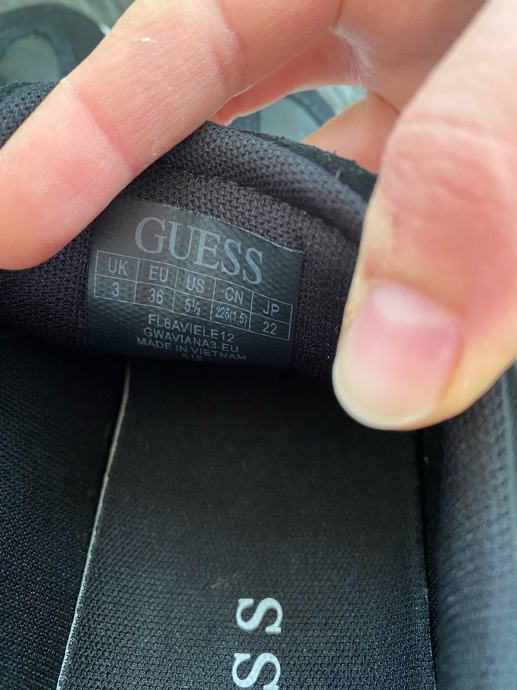 GUESS
UK EU US CN JP
3 36 5½ 225(1.5) 22
FL6AVIELE12
GWAVIANA3-EU
MADE IN VIETNAM
SS